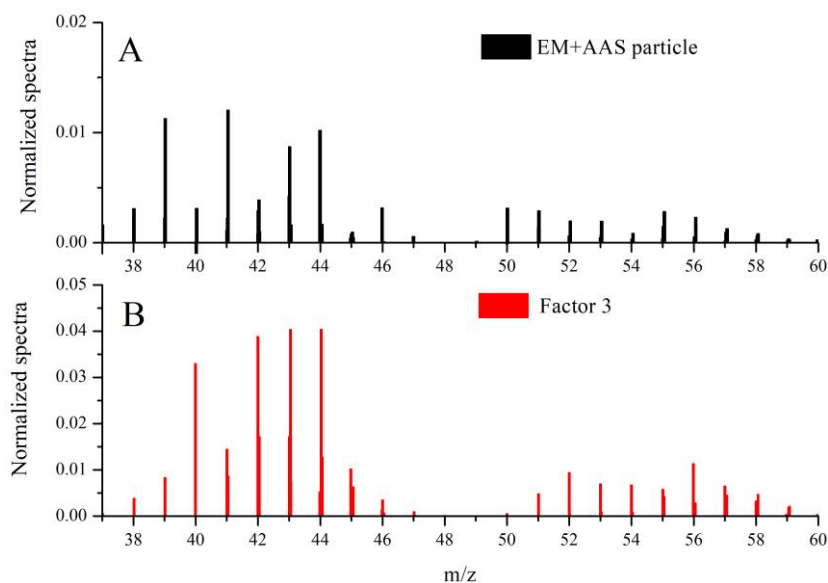 0.02
A
EM+AAS particle
Normalized spectra
0.01
0.00
38 40 42 44 46 48 50 52 54 56 58 60
0.05
B
Factor 3
0.04
Normalized spectra
0.03
0.02
0.01
0.00
38 40 42 44 46 48 50 52 54 56 58 60
m/z